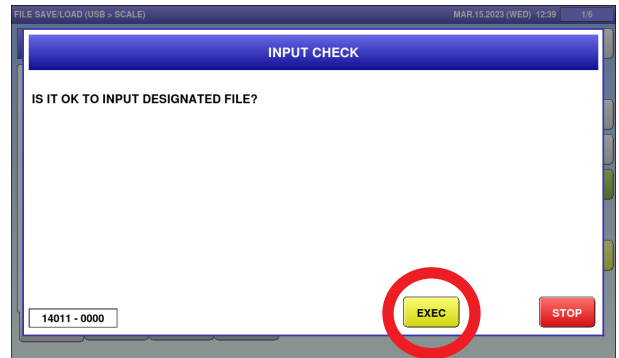 FILE SAVE/LOAD (USB > SCALE) MAR.15.2023 (WED) 12:39 1/6
INPUT CHECK
IS IT OK TO INPUT DESIGNATED FILE?
14011 - 0000 EXEC STOP